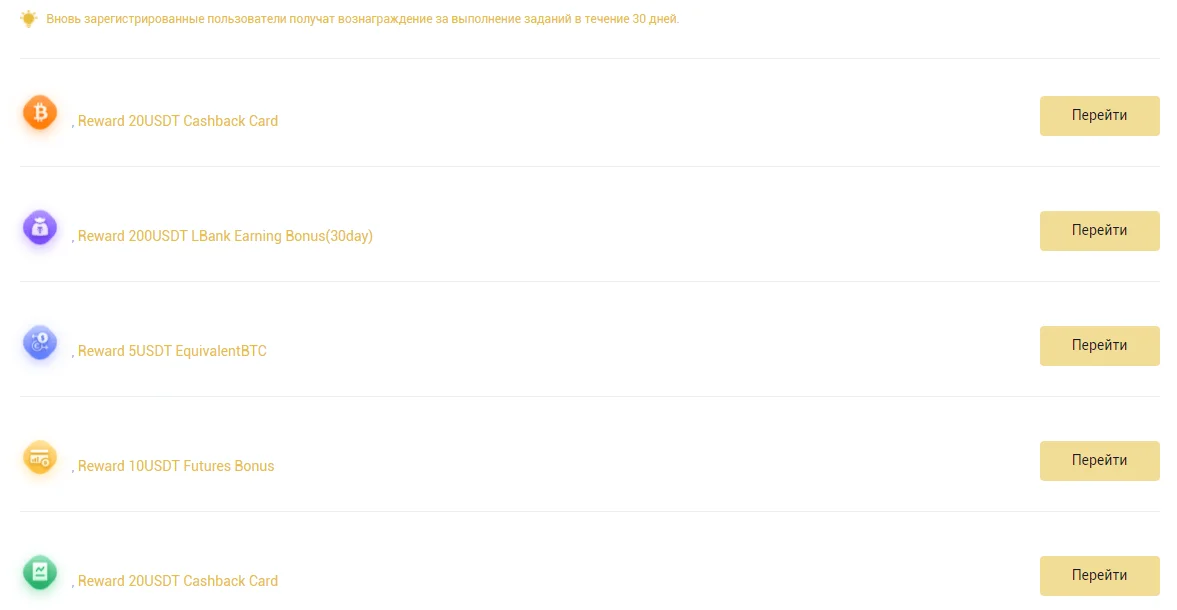 Вновь зарегистрированные пользователи получат вознаграждение за выполнение заданий в течение 30 дней.
, Reward 20USDT Cashback Card
Перейти
, Reward 200USDT LBank Earning Bonus(30day)
Перейти
, Reward 5USDT EquivalentBTC
Перейти
, Reward 10USDT Futures Bonus
Перейти
, Reward 20USDT Cashback Card
Перейти